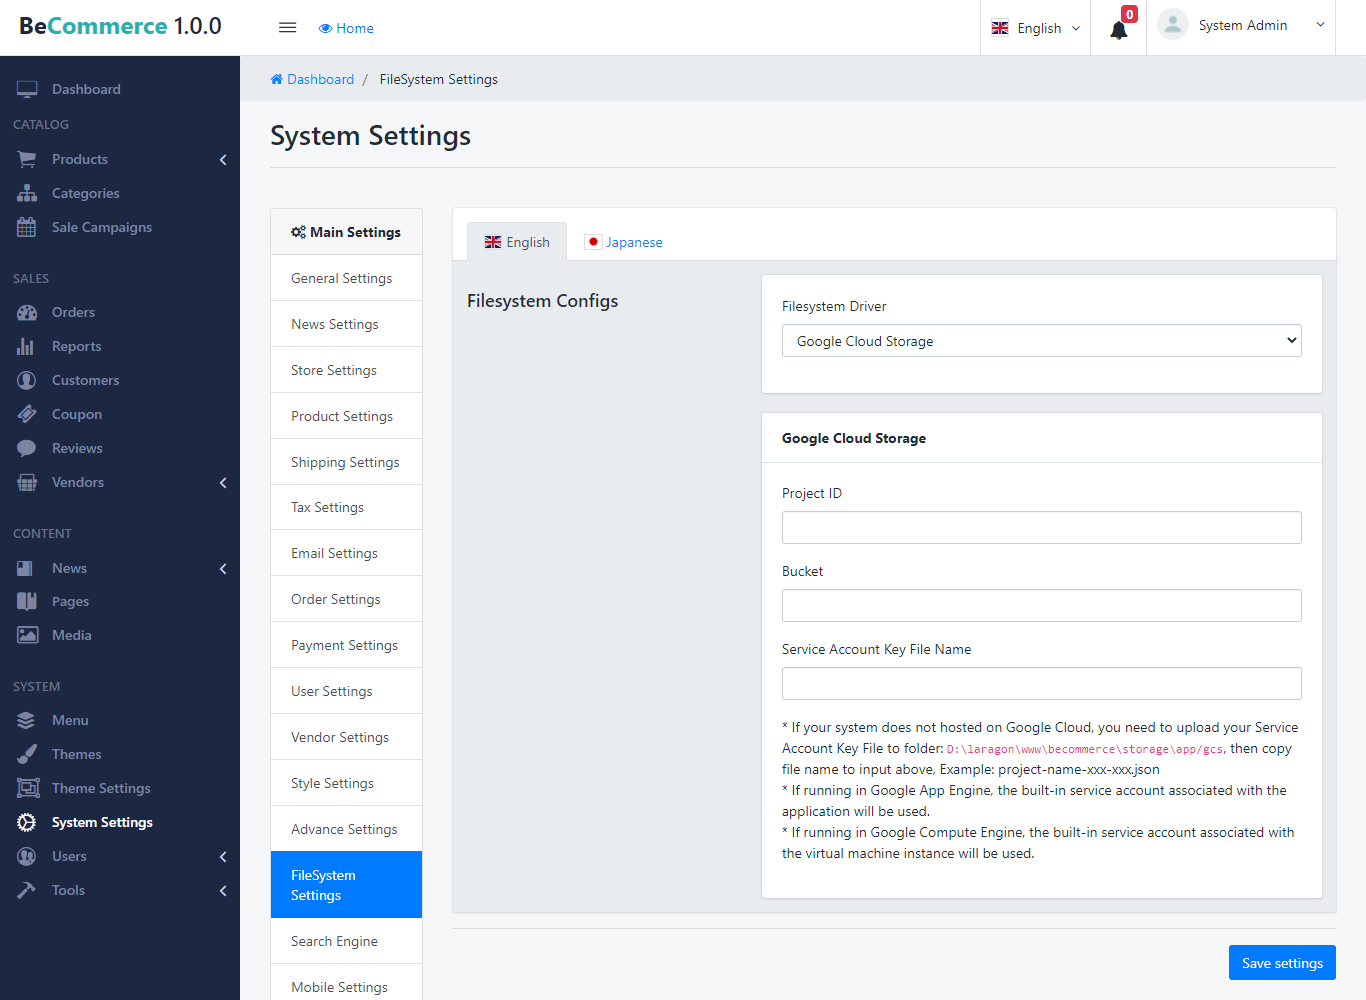 BeCommerce 1.0.0
Home
English
0
System Admin
Dashboard
CATALOG
Products
Categories
Sale Campaigns
SALES
Orders
Reports
Customers
Coupon
Reviews
Vendors
CONTENT
News
Pages
Media
SYSTEM
Menu
Themes
Theme Settings
System Settings
Users
Tools
Dashboard / FileSystem Settings
System Settings
Main Settings
General Settings
News Settings
Store Settings
Product Settings
Shipping Settings
Tax Settings
Email Settings
Order Settings
Payment Settings
User Settings
Vendor Settings
Style Settings
Advance Settings
FileSystem
Settings
Search Engine
Mobile Settings
English
Japanese
Filesystem Configs
Filesystem Driver
Google Cloud Storage
Google Cloud Storage
Project ID
Bucket
Service Account Key File Name
* If your system does not hosted on Google Cloud, you need to upload your Service
Account Key File to folder: D:\laragon\www\becommerce\storage\app/gcs, then copy
file name to input above, Example: project-name-xxx-xxx.json
* If running in Google App Engine, the built-in service account associated with the
application will be used.
* If running in Google Compute Engine, the built-in service account associated with
the virtual machine instance will be used.
Save settings